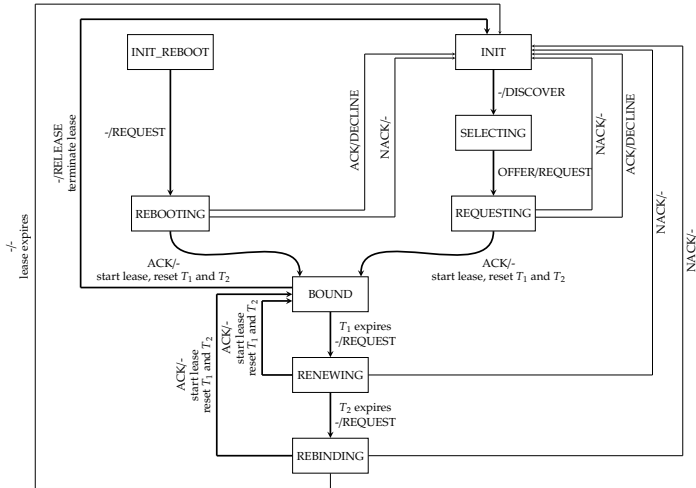 INIT_REBOOT
INIT
-/DISCOVER
SELECTING
-/REQUEST
OFFER/REQUEST
-/RELEASE
terminate lease
ACK/DECLINE
NACK/-
NACK/-
ACK/DECLINE
REBOOTING
REQUESTING
NACK/-
NACK/-
-/-
lease expires
ACK/-
start lease, reset T1 and T2
ACK/-
start lease, reset T1 and T2
BOUND
T1 expires
-/REQUEST
ACK/-
start lease
reset T1 and T2
ACK/-
start lease
reset T1 and T2
RENEWING
T2 expires
-/REQUEST
REBINDING